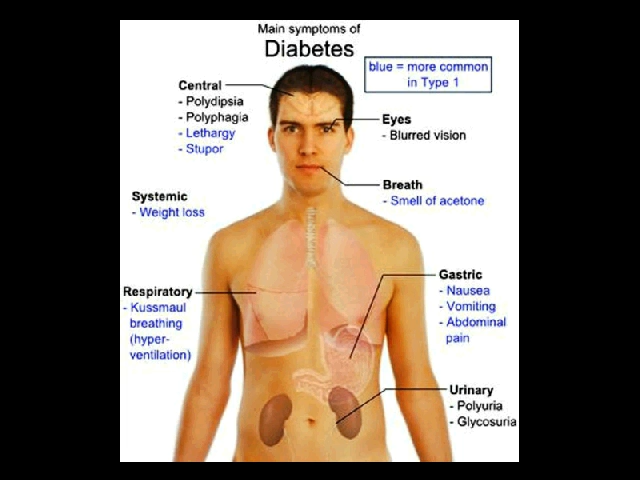 Main symptoms of
Diabetes
blue = more common
in Type 1
Central
- Polydipsia
- Polyphagia
- Lethargy
- Stupor
Eyes
- Blurred vision
Breath
- Smell of acetone
Systemic
- Weight loss
Gastric
- Nausea
- Vomiting
- Abdominal
pain
Respiratory
- Kussmaul
breathing
(hyper-
ventilation)
Urinary
- Polyuria
- Glycosuria